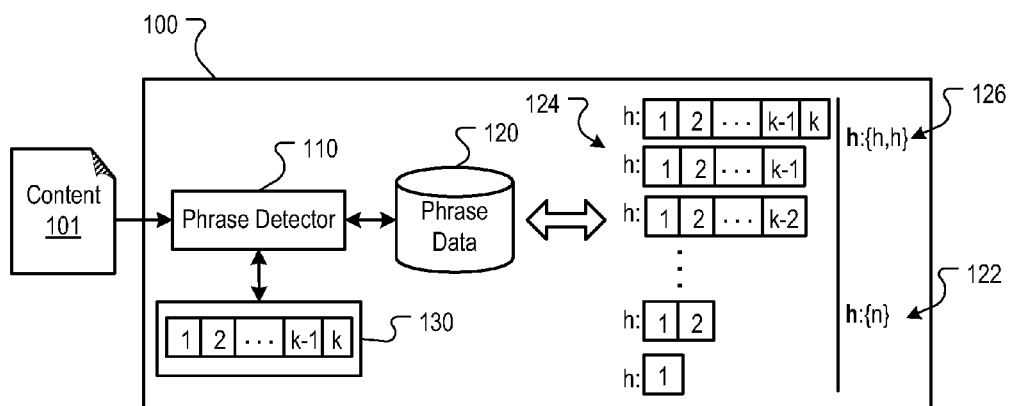 100
124
h: 1 2 ... k-1 k
h:{h,h}
126
h: 1 2 ... k-1
110
120
Content
101
Phrase Detector
Phrase
Data
h: 1 2 ... k-2
122
h: 1 2
h:{n}
1 2 ... k-1 k
130
h: 1